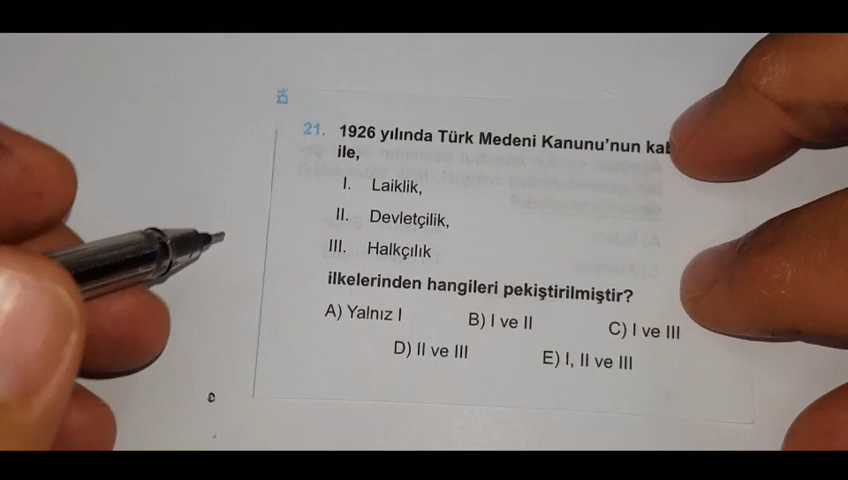 21. 1926 yılında Türk Medeni Kanunu'nun
ile,
I. Laiklik,
II. Devletçilik,
III. Halkçılık
ilkelerinden hangileri pekiştirilmiştir?
A) Yalnız I B) I ve II C) I ve III
D) II ve III E) I, II ve III